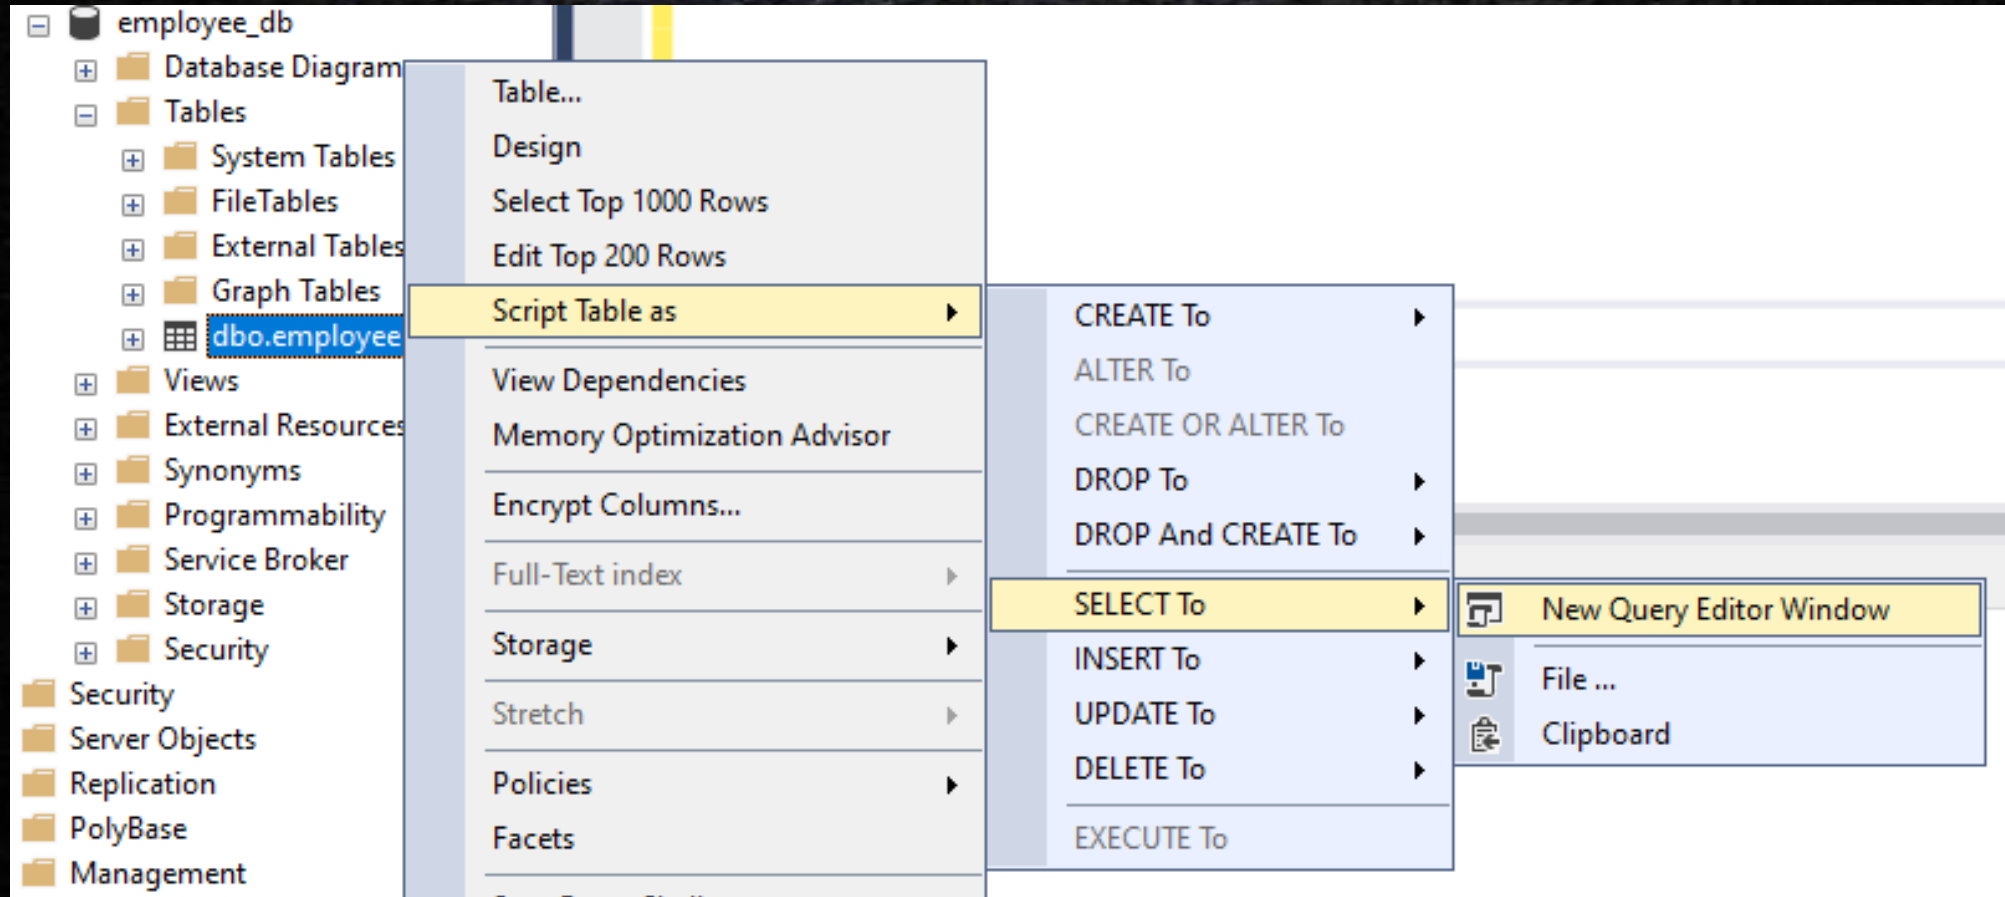 employee_db
Database Diagram
Tables
System Tables
FileTables
External Tables
Graph Tables
dbo.employee
Views
External Resources
Synonyms
Programmability
Service Broker
Storage
Security
Security
Server Objects
Replication
PolyBase
Management
Table...
Design
Select Top 1000 Rows
Edit Top 200 Rows
Script Table as
View Dependencies
Memory Optimization Advisor
Encrypt Columns...
Full-Text index
Storage
Stretch
Policies
Facets
CREATE To
ALTER To
CREATE OR ALTER To
DROP To
DROP And CREATE To
SELECT To
INSERT To
UPDATE To
DELETE To
EXECUTE To
New Query Editor Window
File ...
Clipboard